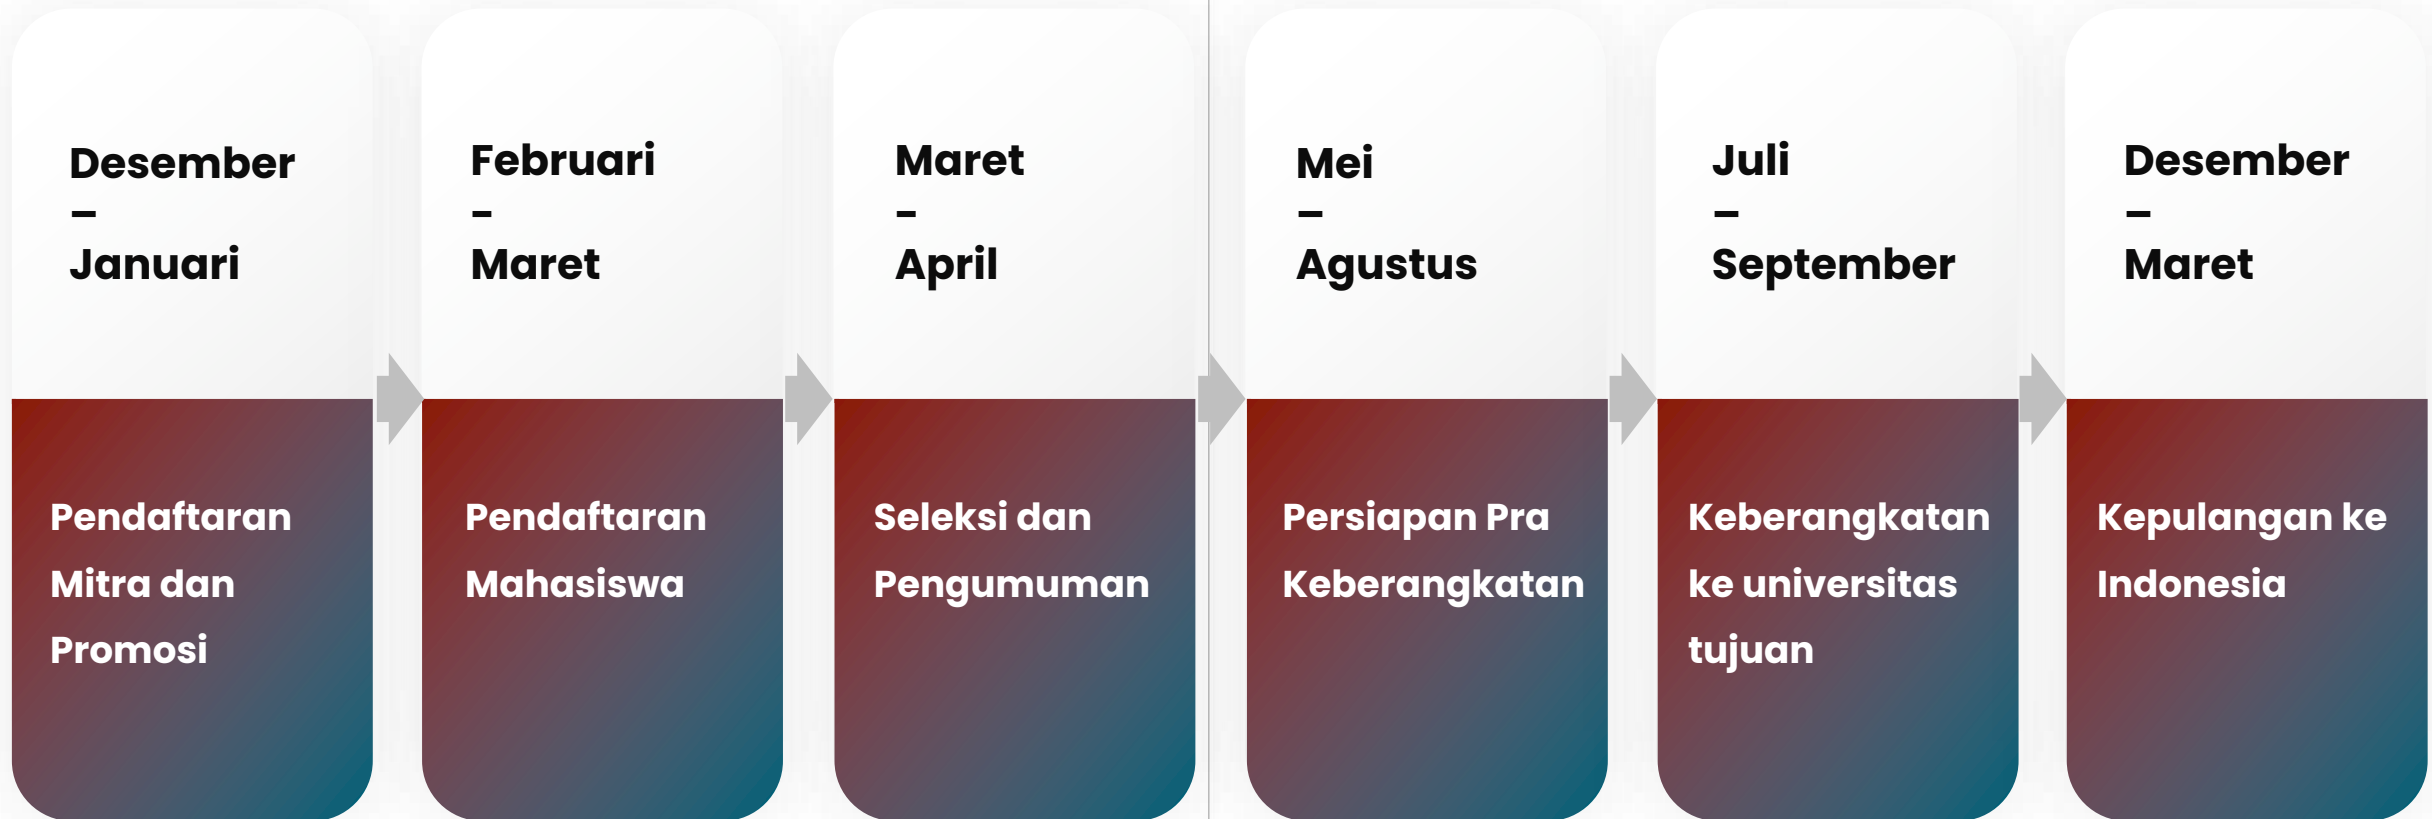 Desember
–
Januari
Pendaftaran
Mitra dan
Promosi
Februari
-
Maret
Pendaftaran
Mahasiswa
Maret
-
April
Seleksi dan
Pengumuman
Mei
–
Agustus
Persiapan Pra
Keberangkatan
Juli
–
September
Keberangkatan
ke universitas
tujuan
Desember
–
Maret
Kepulangan ke
Indonesia